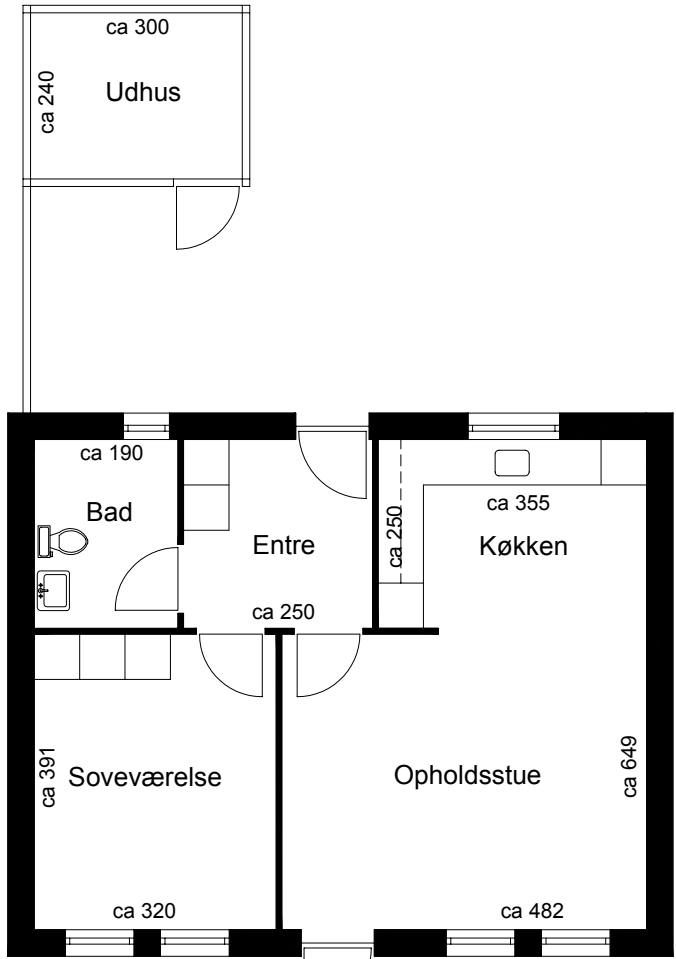 ca 300
ca 240
Udhus
ca 190
Bad
Entre
ca 250
ca 250
ca 355
Køkken
ca 391
Soveværelse
ca 320
Opholdsstue
ca 649
ca 482